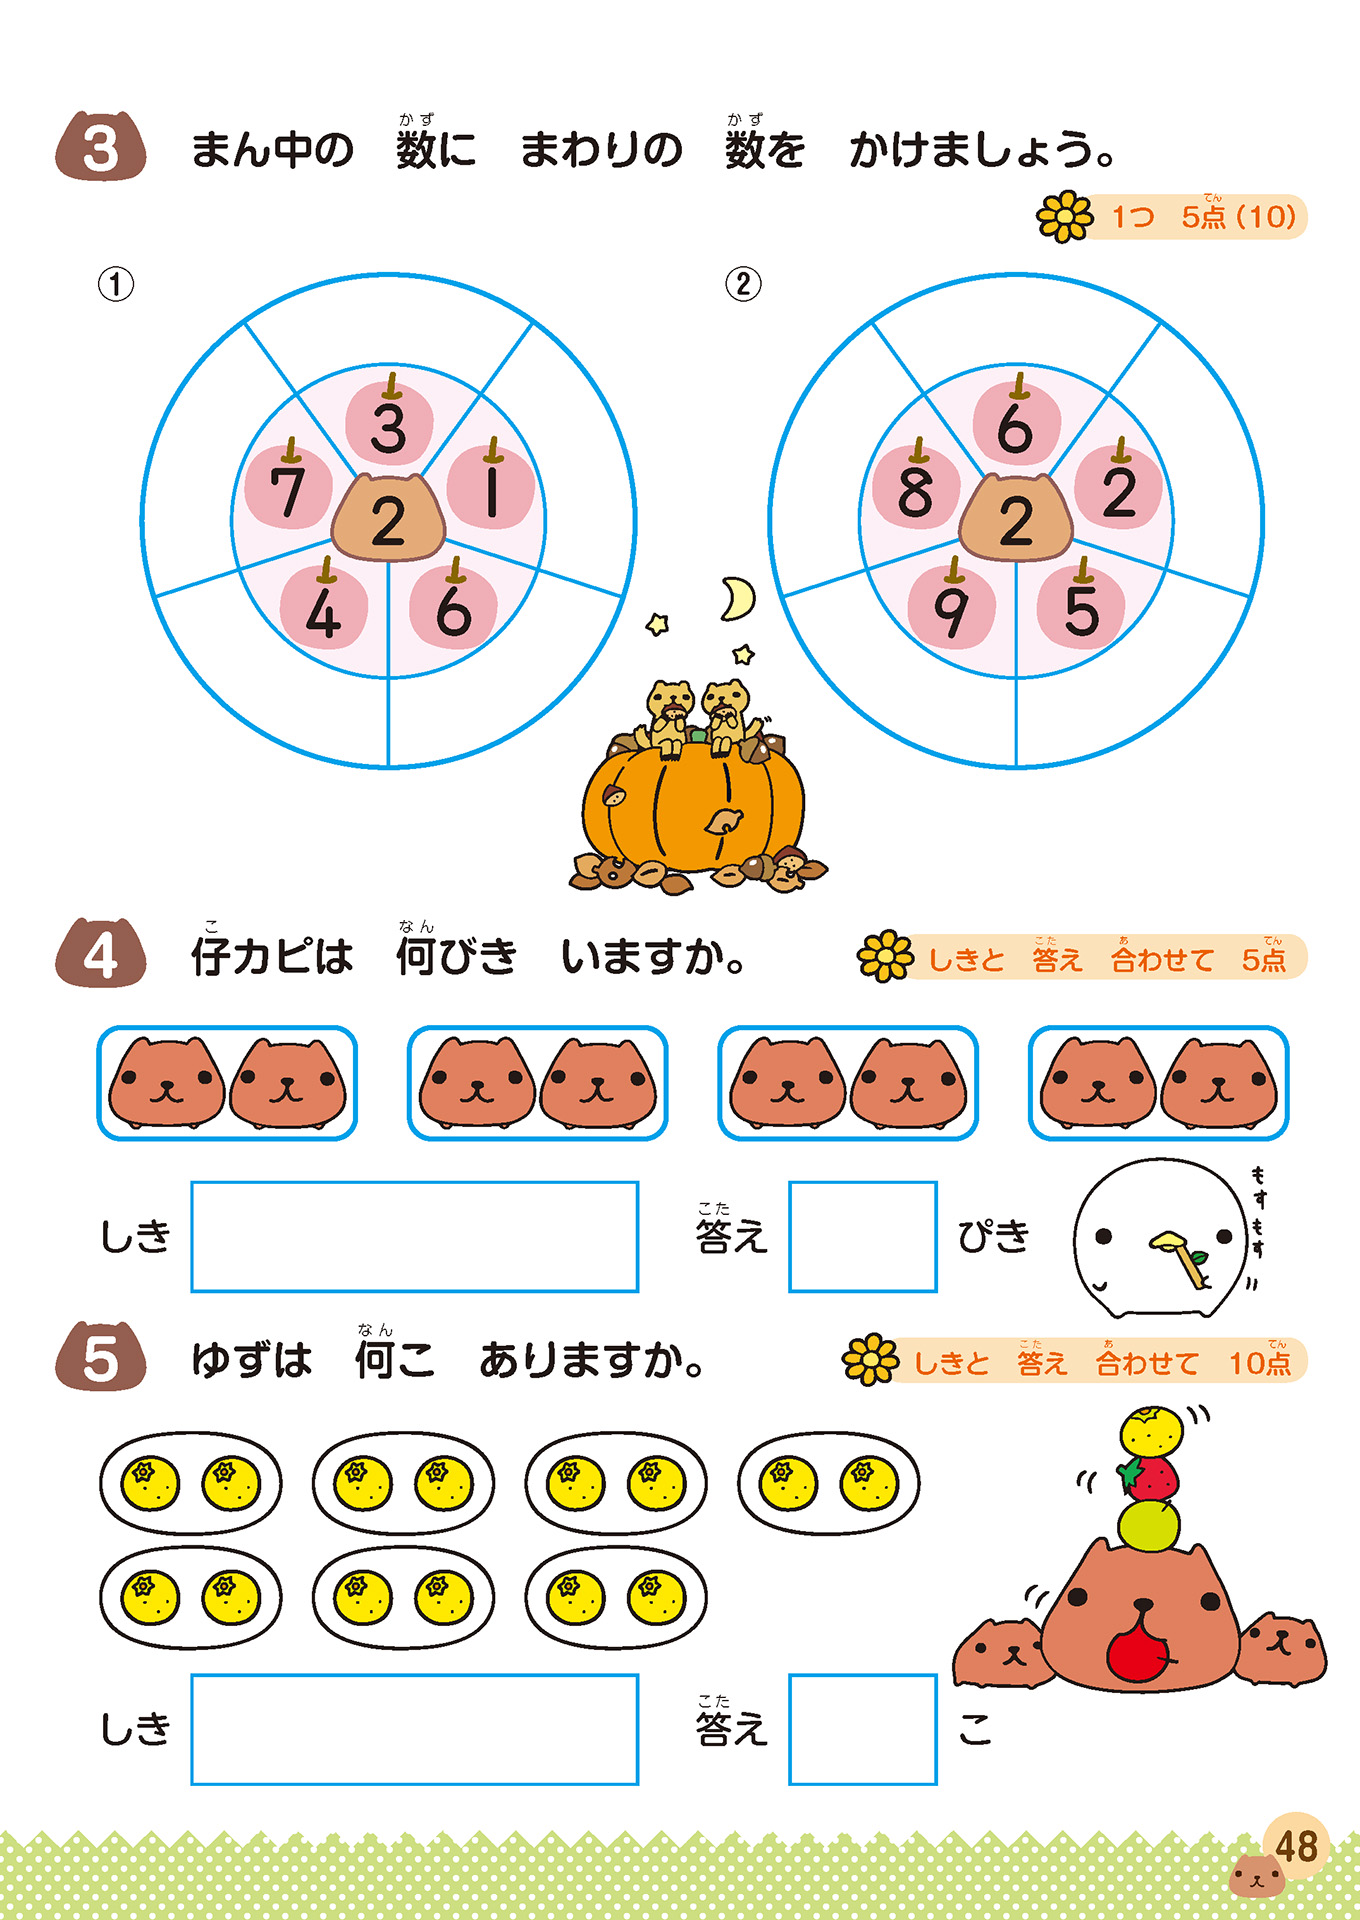 3 まん中の 数に まわりの 数を かけましょう。
かず かず
1つ 5点(10)
てん
① ②
3 7 1 2 4 6
6 8 2 2 9 5
4 仔カピは 何びき いますか。
こ なん
しきと 答え 合わせて 5点
こた あ てん
しき 答え ぴき
こた
もすもす
5 ゆずは 何こ ありますか。
なん
しきと 答え 合わせて 10点
こた あ てん
しき 答え こ
こた
48